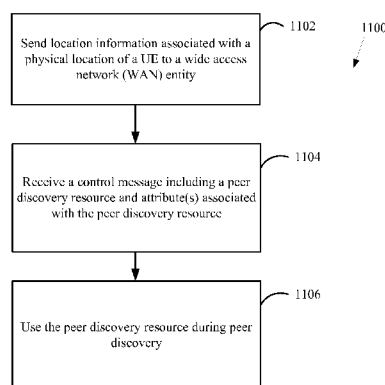 1100
1102
Send location information associated with a
physical location of a UE to a wide access
network (WAN) entity
1104
Receive a control message including a peer
discovery resource and attribute(s) associated
with the peer discovery resource
1106
Use the peer discovery resource during peer
discovery